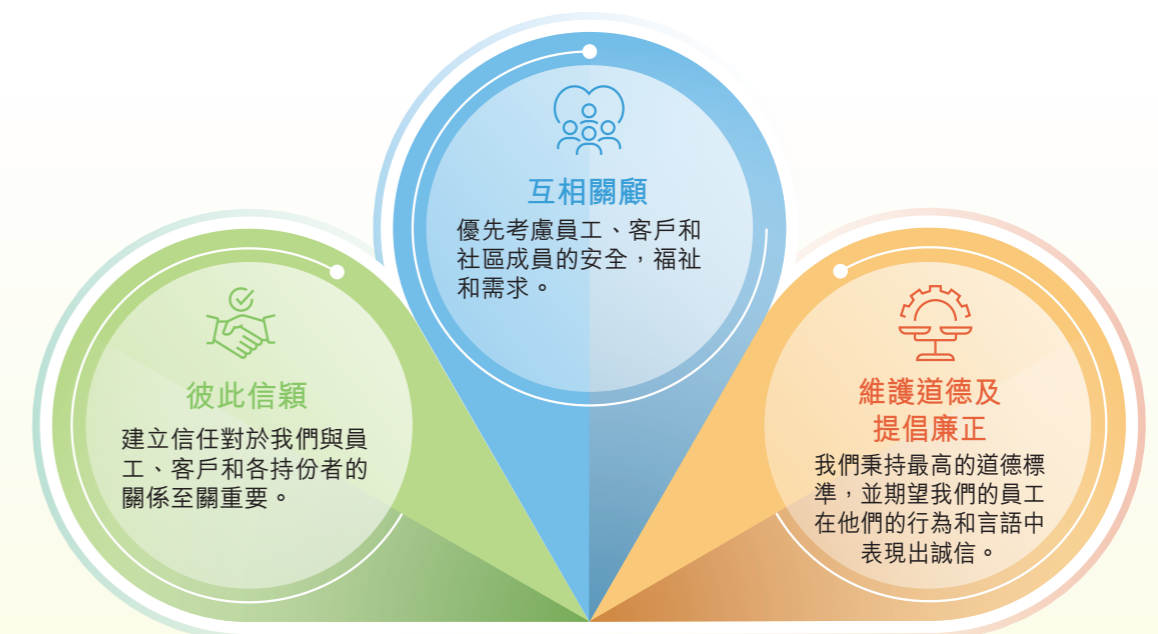 互相關顧
優先考慮員工、客戶和
社區成員的安全，福祉
和需求。
彼此信穎
建立信任對於我們與員
工、客戶和各持份者的
關係至關重要。
維護道德及
提倡廉正
我們秉持最高的道德標
準，並期望我們的員工
在他們的行為和言語中
表現出誠信。